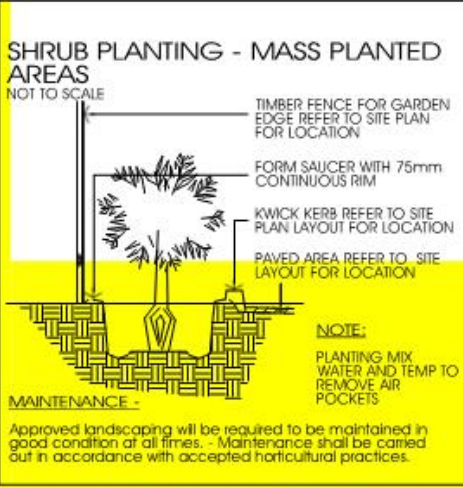 SHRUB PLANTING - MASS PLANTED
AREAS
NOT TO SCALE
TIMBER FENCE FOR GARDEN
EDGE REFER TO SITE PLAN
FOR LOCATION
FORM SAUCER WITH 75mm
CONTINUOUS RIM
KWICK KERB REFER TO SITE
PLAN LAYOUT FOR LOCATION
PAVED AREA REFER TO SITE
LAYOUT FOR LOCATION
NOTE:
PLANTING MIX
WATER AND TEMP TO
REMOVE AIR
POCKETS
MAINTENANCE -
Approved landscaping will be required to be maintained in
good condition at all times. - Maintenance shall be carried
out in accordance with accepted horticultural practices.